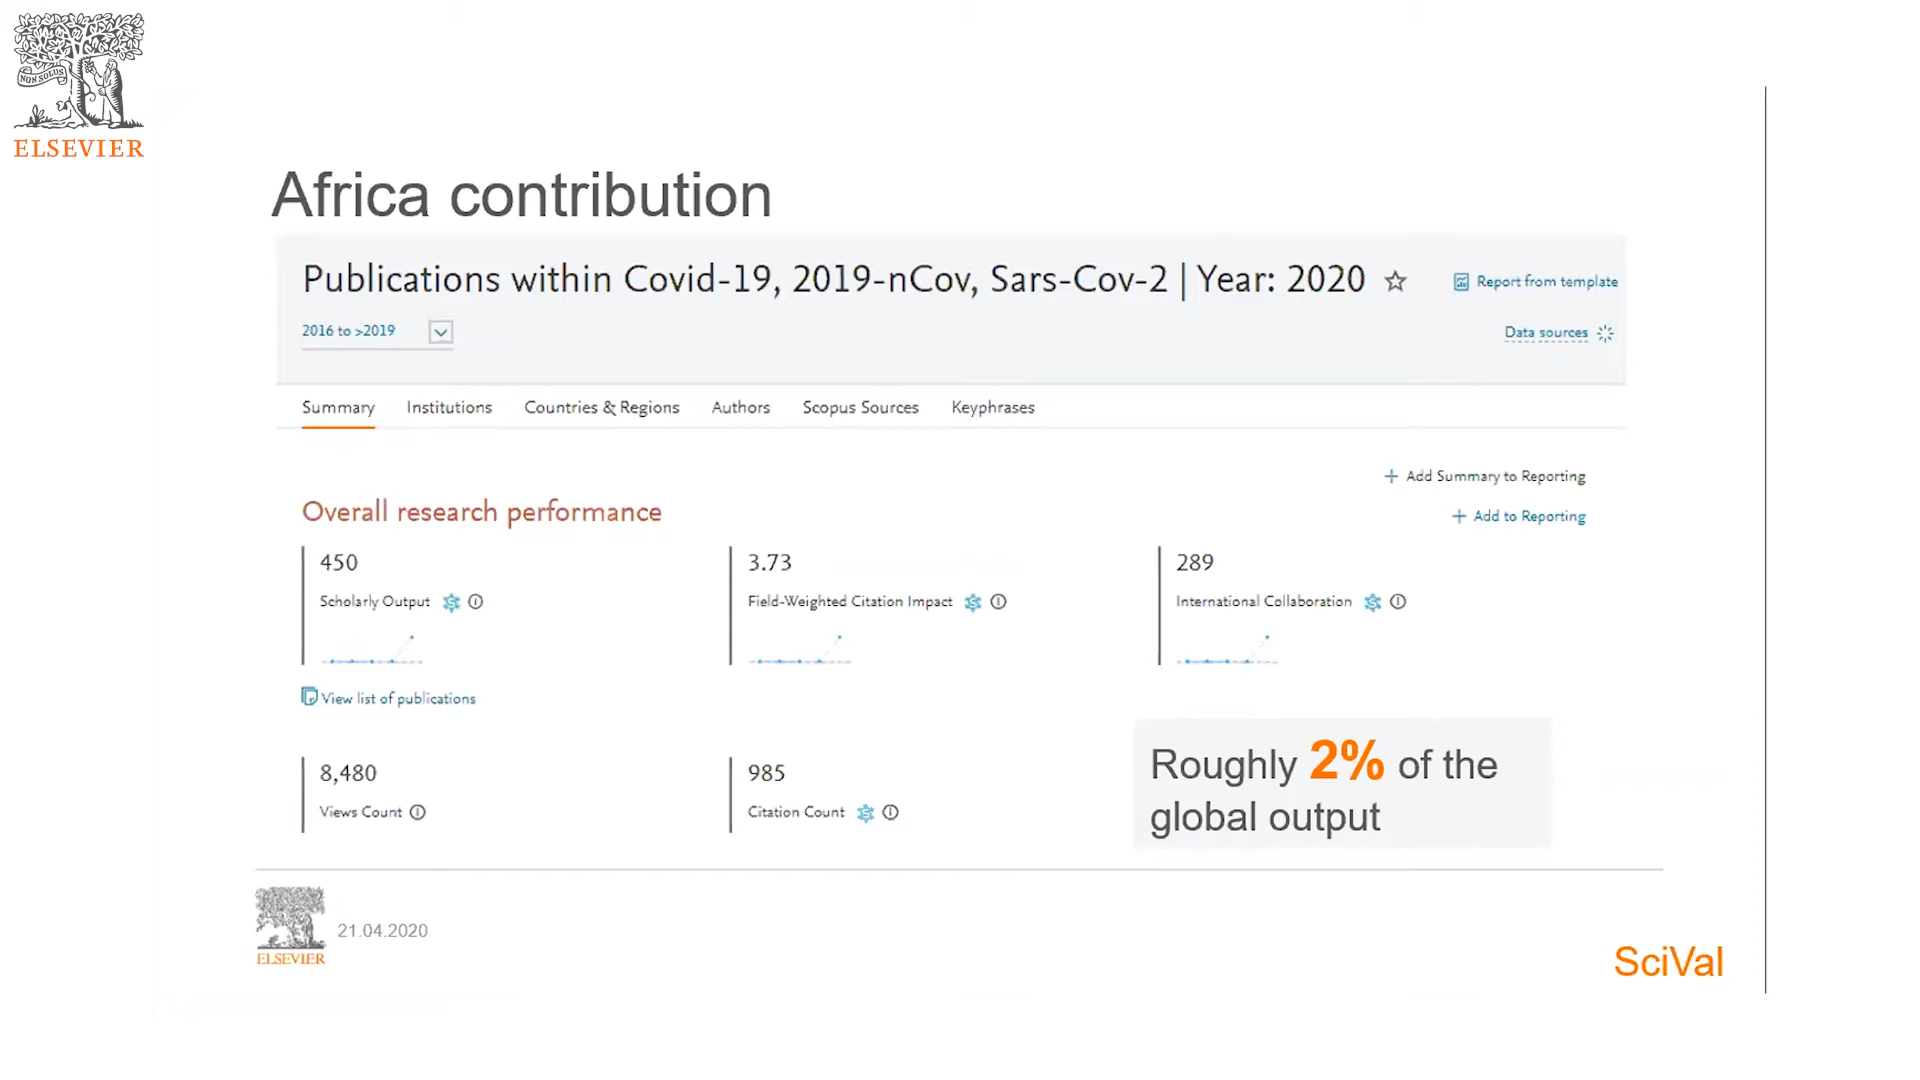 NON SOLUS
ELSEVIER
Africa contribution
Publications within Covid-19, 2019-nCov, Sars-Cov-2 | Year: 2020
Report from template
2016 to >2019
Data sources
Summary Institutions Countries & Regions Authors Scopus Sources Keyphrases
+ Add Summary to Reporting
Overall research performance
+ Add to Reporting
450
Scholarly Output
3.73
Field-Weighted Citation Impact
289
International Collaboration
View list of publications
8,480
Views Count
985
Citation Count
Roughly 2% of the
global output
ELSEVIER
21.04.2020
SciVal